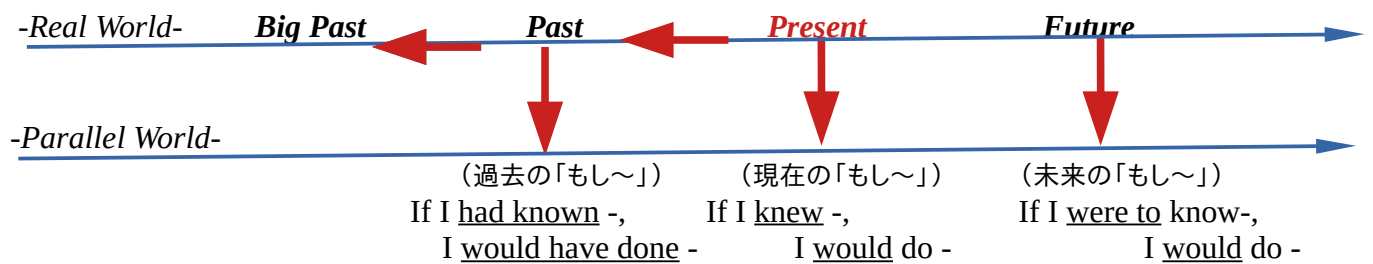 -Real World- Big Past Past Present Future
-Parallel World-
（過去の「もし～」） （現在の「もし～」） （未来の「もし～」）
If I had known -, If I knew -, If I were to know-,
I would have done - I would do - I would do -